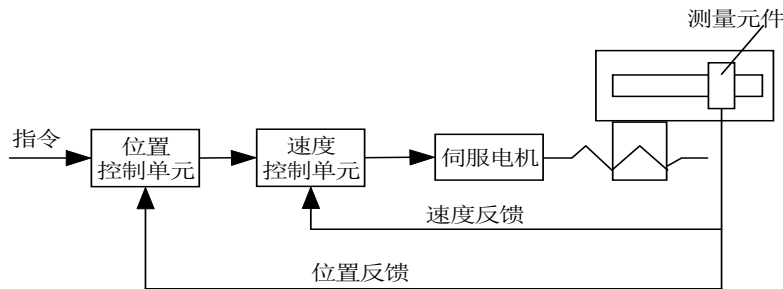 测量元件
指令
位置
控制单元
速度
控制单元
伺服电机
速度反馈
位置反馈